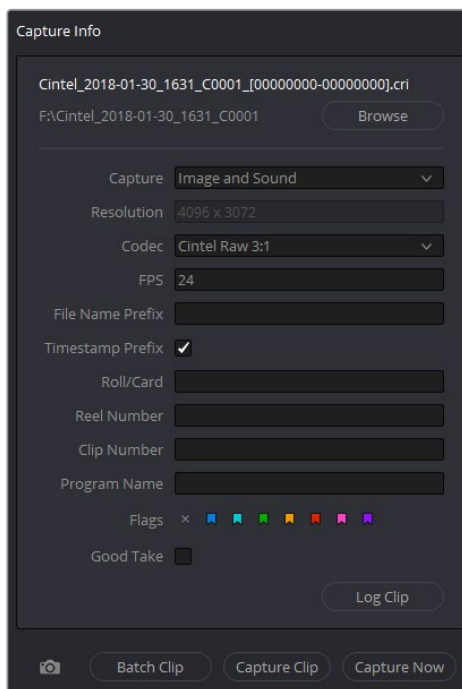 Capture Info
Cintel_2018-01-30_1631_C0001_[00000000-00000000].cri
F:\Cintel_2018-01-30_1631_C0001
Browse
Capture Image and Sound
Resolution 4096 x 3072
Codec Cintel Raw 3:1
FPS 24
File Name Prefix
Timestamp Prefix
Roll/Card
Reel Number
Clip Number
Program Name
Flags ×
Good Take
Log Clip
Batch Clip Capture Clip Capture Now